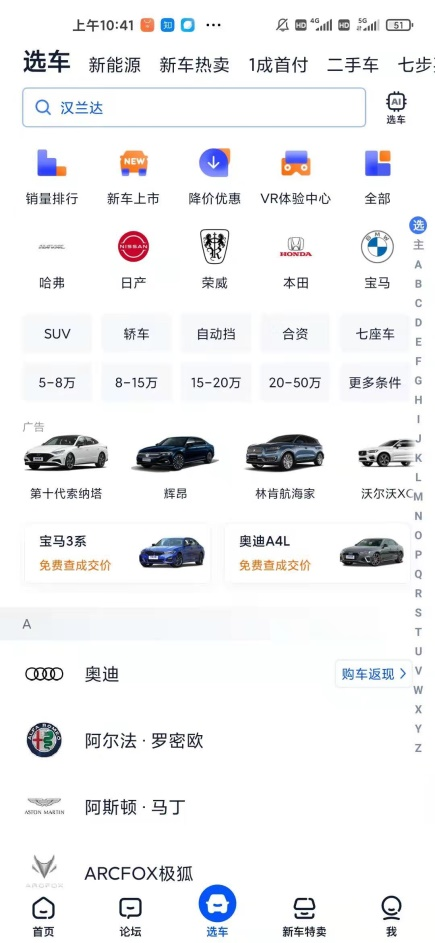 上午10:41 知 ···
HD 4G HD 5G 51
选车 新能源 新车热卖 1成首付 二手车 七步
汉兰达
AI
选车
NEW
销量排行 新车上市 降价优惠 VR体验中心 全部
NISSAN HONDA BMW
哈弗 日产 荣威 本田 宝马
SUV 轿车 自动挡 合资 七座车
5-8万 8-15万 15-20万 20-50万 更多条件
广告
第十代索纳塔 辉昂 林肯航海家 沃尔沃XC
宝马3系 奥迪A4L
免费查成交价 免费查成交价
A
奥迪 购车返现
ALFA ROMEO
阿尔法·罗密欧
ASTON MARTIN
阿斯顿·马丁
ARCFOX
ARCFOX极狐
选
主
A
B
C
D
E
F
G
H
I
J
K
L
M
N
O
P
Q
R
S
T
U
V
W
X
Y
Z
首页 论坛 选车 新车特卖 我